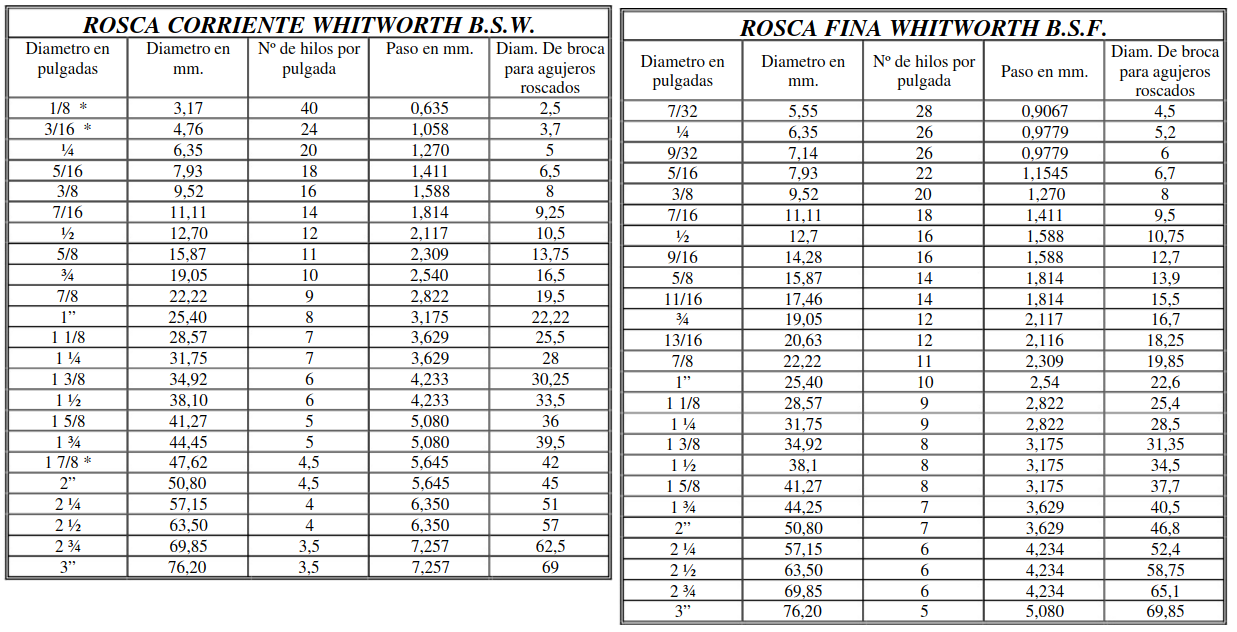 ROSCA CORRIENTE WHITWORTH B.S.W.
Diametro en pulgadas Diametro en mm. Nº de hilos por pulgada Paso en mm. Diam. De broca para agujeros roscados
1/8 * 3,17 40 0,635 2,5
3/16 * 4,76 24 1,058 3,7
¼ 6,35 20 1,270 5
5/16 7,93 18 1,411 6,5
3/8 9,52 16 1,588 8
7/16 11,11 14 1,814 9,25
½ 12,70 12 2,117 10,5
5/8 15,87 11 2,309 13,75
¾ 19,05 10 2,540 16,5
7/8 22,22 9 2,822 19,5
1” 25,40 8 3,175 22,22
1 1/8 28,57 7 3,629 25,5
1 ¼ 31,75 7 3,629 28
1 3/8 34,92 6 4,233 30,25
1 ½ 38,10 6 4,233 33,5
1 5/8 41,27 5 5,080 36
1 ¾ 44,45 5 5,080 39,5
1 7/8 * 47,62 4,5 5,645 42
2” 50,80 4,5 5,645 45
2 ¼ 57,15 4 6,350 51
2 ½ 63,50 4 6,350 57
2 ¾ 69,85 3,5 7,257 62,5
3” 76,20 3,5 7,257 69
ROSCA FINA WHITWORTH B.S.F.
Diametro en pulgadas Diametro en mm. Nº de hilos por pulgada Paso en mm. Diam. De broca para agujeros roscados
7/32 5,55 28 0,9067 4,5
¼ 6,35 26 0,9779 5,2
9/32 7,14 26 0,9779 6
5/16 7,93 22 1,1545 6,7
3/8 9,52 20 1,270 8
7/16 11,11 18 1,411 9,5
½ 12,7 16 1,588 10,75
9/16 14,28 16 1,588 12,7
5/8 15,87 14 1,814 13,9
11/16 17,46 14 1,814 15,5
¾ 19,05 12 2,117 16,7
13/16 20,63 12 2,116 18,25
7/8 22,22 11 2,309 19,85
1” 25,40 10 2,54 22,6
1 1/8 28,57 9 2,822 25,4
1 ¼ 31,75 9 2,822 28,5
1 3/8 34,92 8 3,175 31,35
1 ½ 38,1 8 3,175 34,5
1 5/8 41,27 8 3,175 37,7
1 ¾ 44,25 7 3,629 40,5
2” 50,80 7 3,629 46,8
2 ¼ 57,15 6 4,234 52,4
2 ½ 63,50 6 4,234 58,75
2 ¾ 69,85 6 4,234 65,1
3” 76,20 5 5,080 69,85